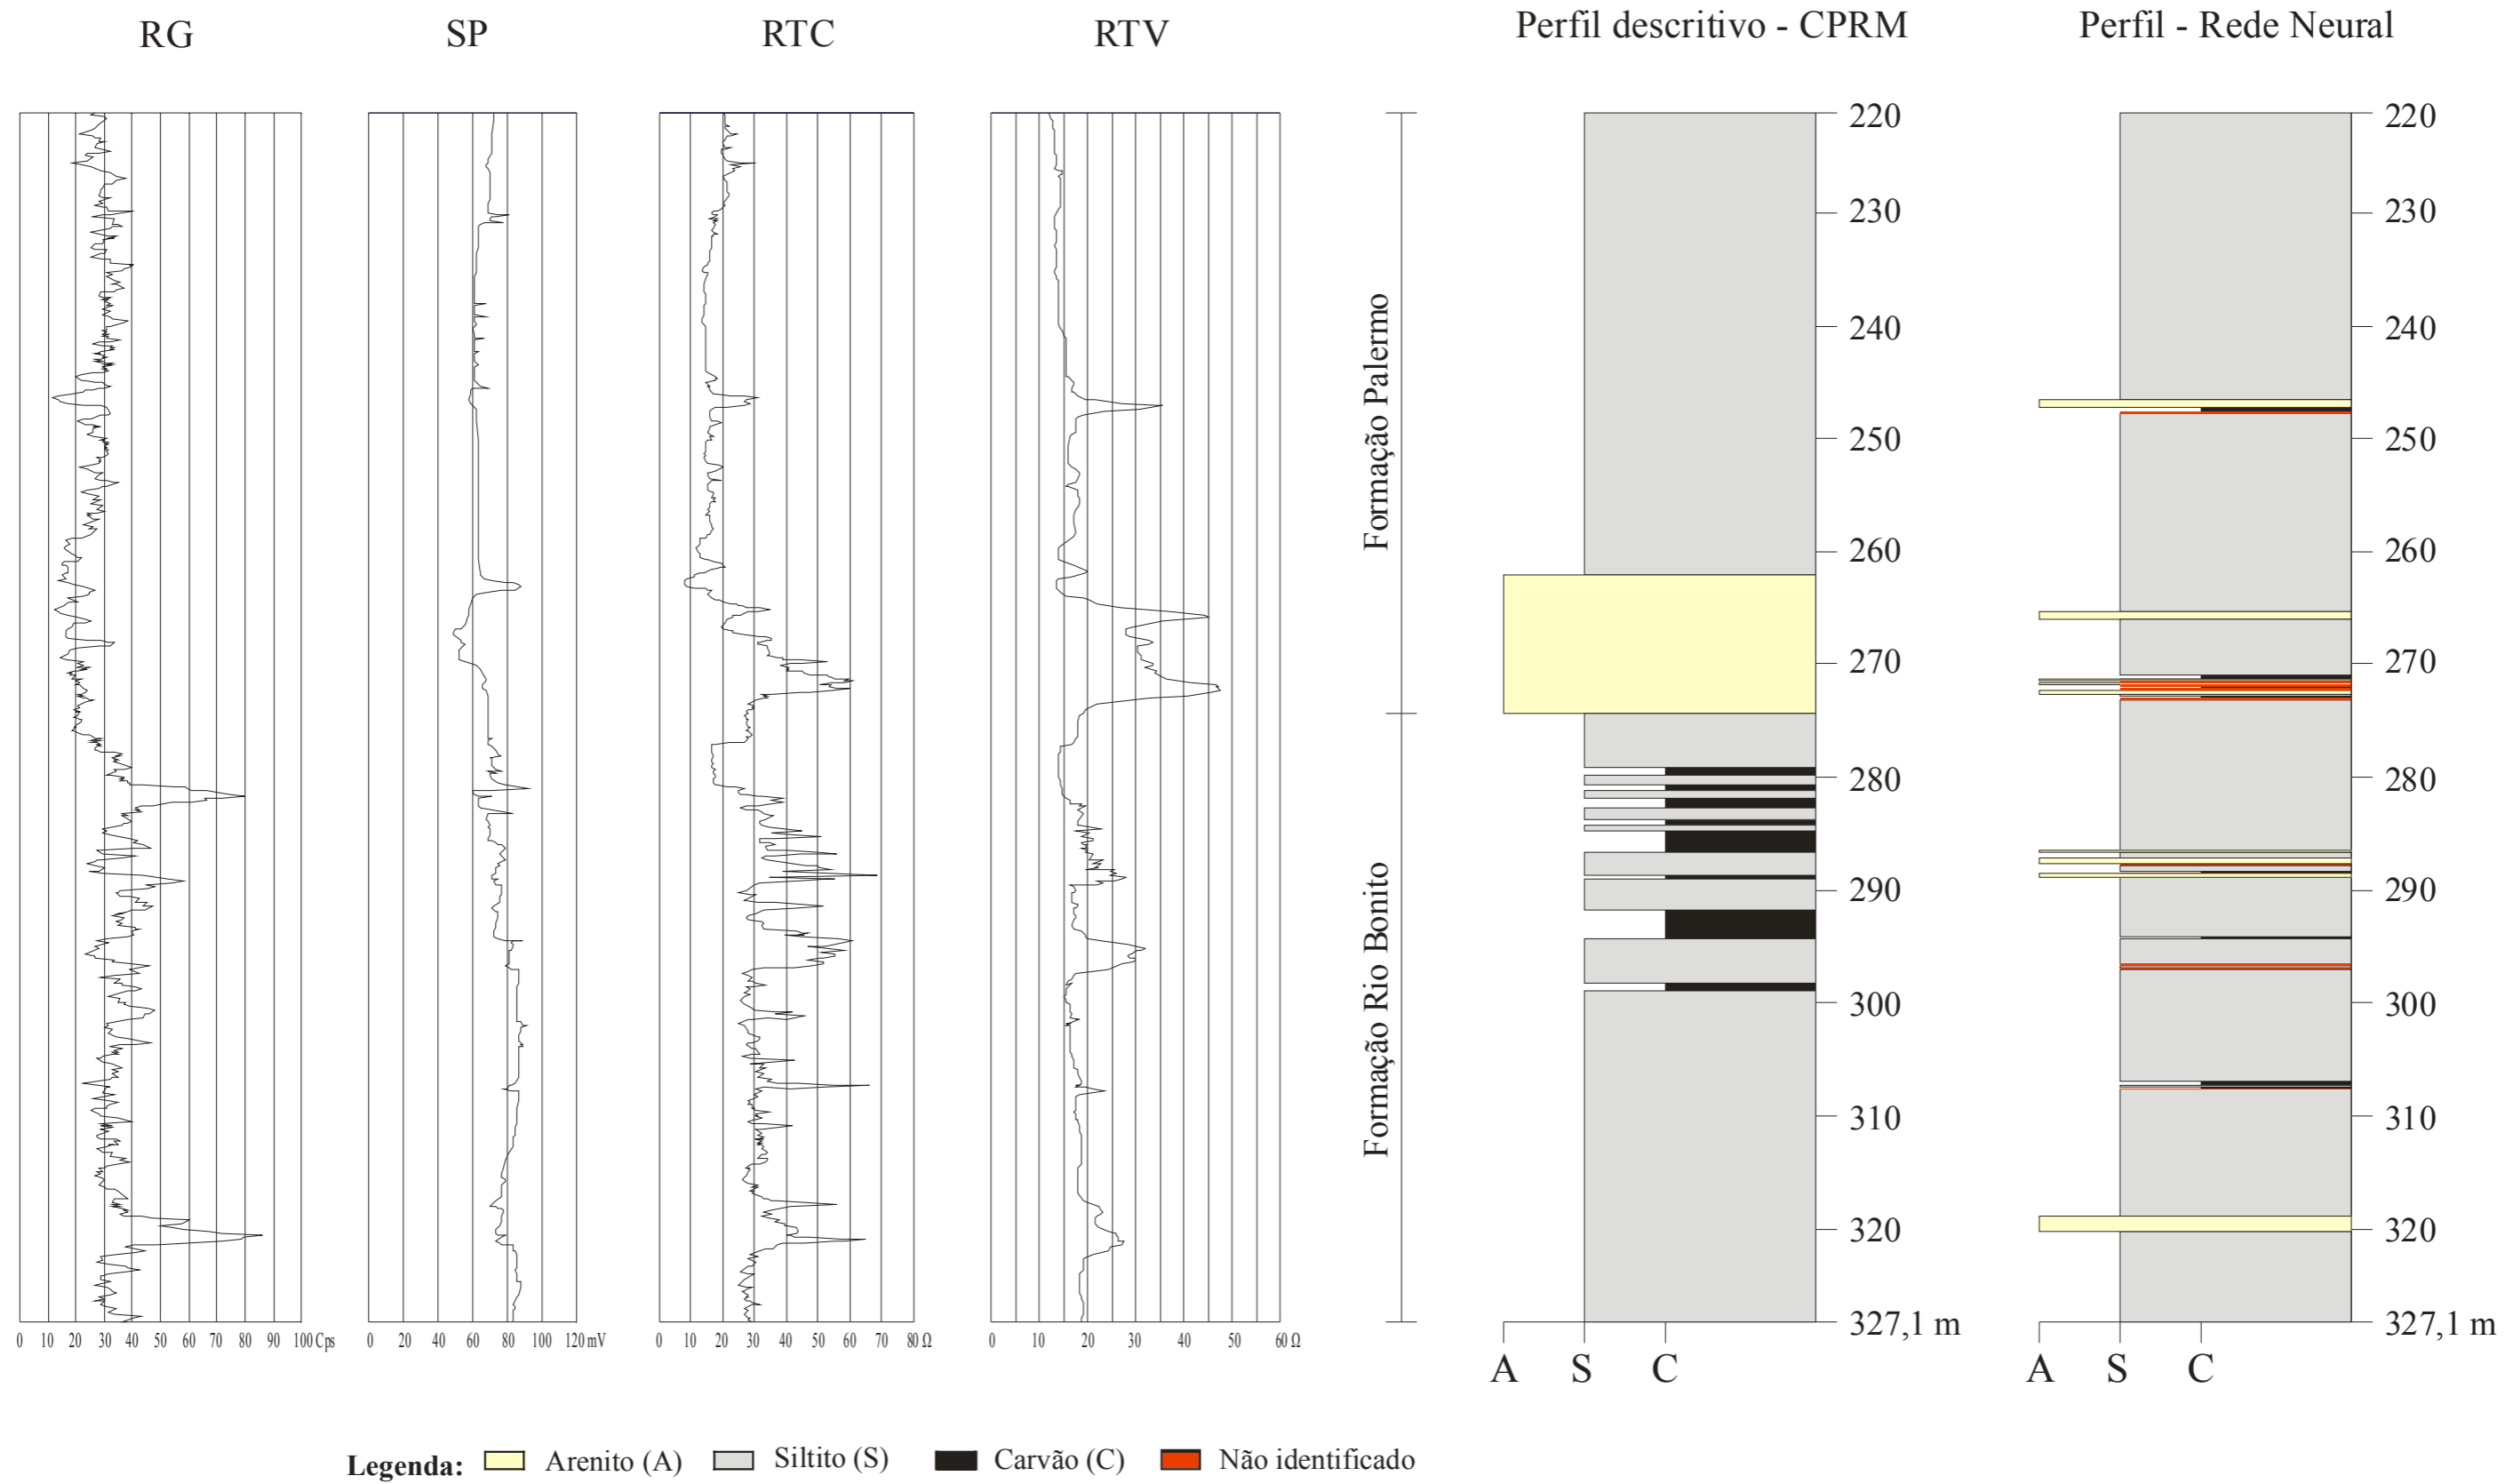 RG SP RTC RTV Perfil descritivo - CPRM Perfil - Rede Neural
220 220
230 230
240 240
250 250
260 260
270 270
280 280
290 290
300 300
310 310
320 320
327,1 m 327,1 m
Formação Palermo
Formação Rio Bonito
0 10 20 30 40 50 60 70 80 90 100 Cps
0 20 40 60 80 100 120 mV
0 10 20 30 40 50 60 70 80 Ω
0 10 20 30 40 50 60 Ω
A S C A S C
Legenda: Arenito (A) Siltito (S) Carvão (C) Não identificado